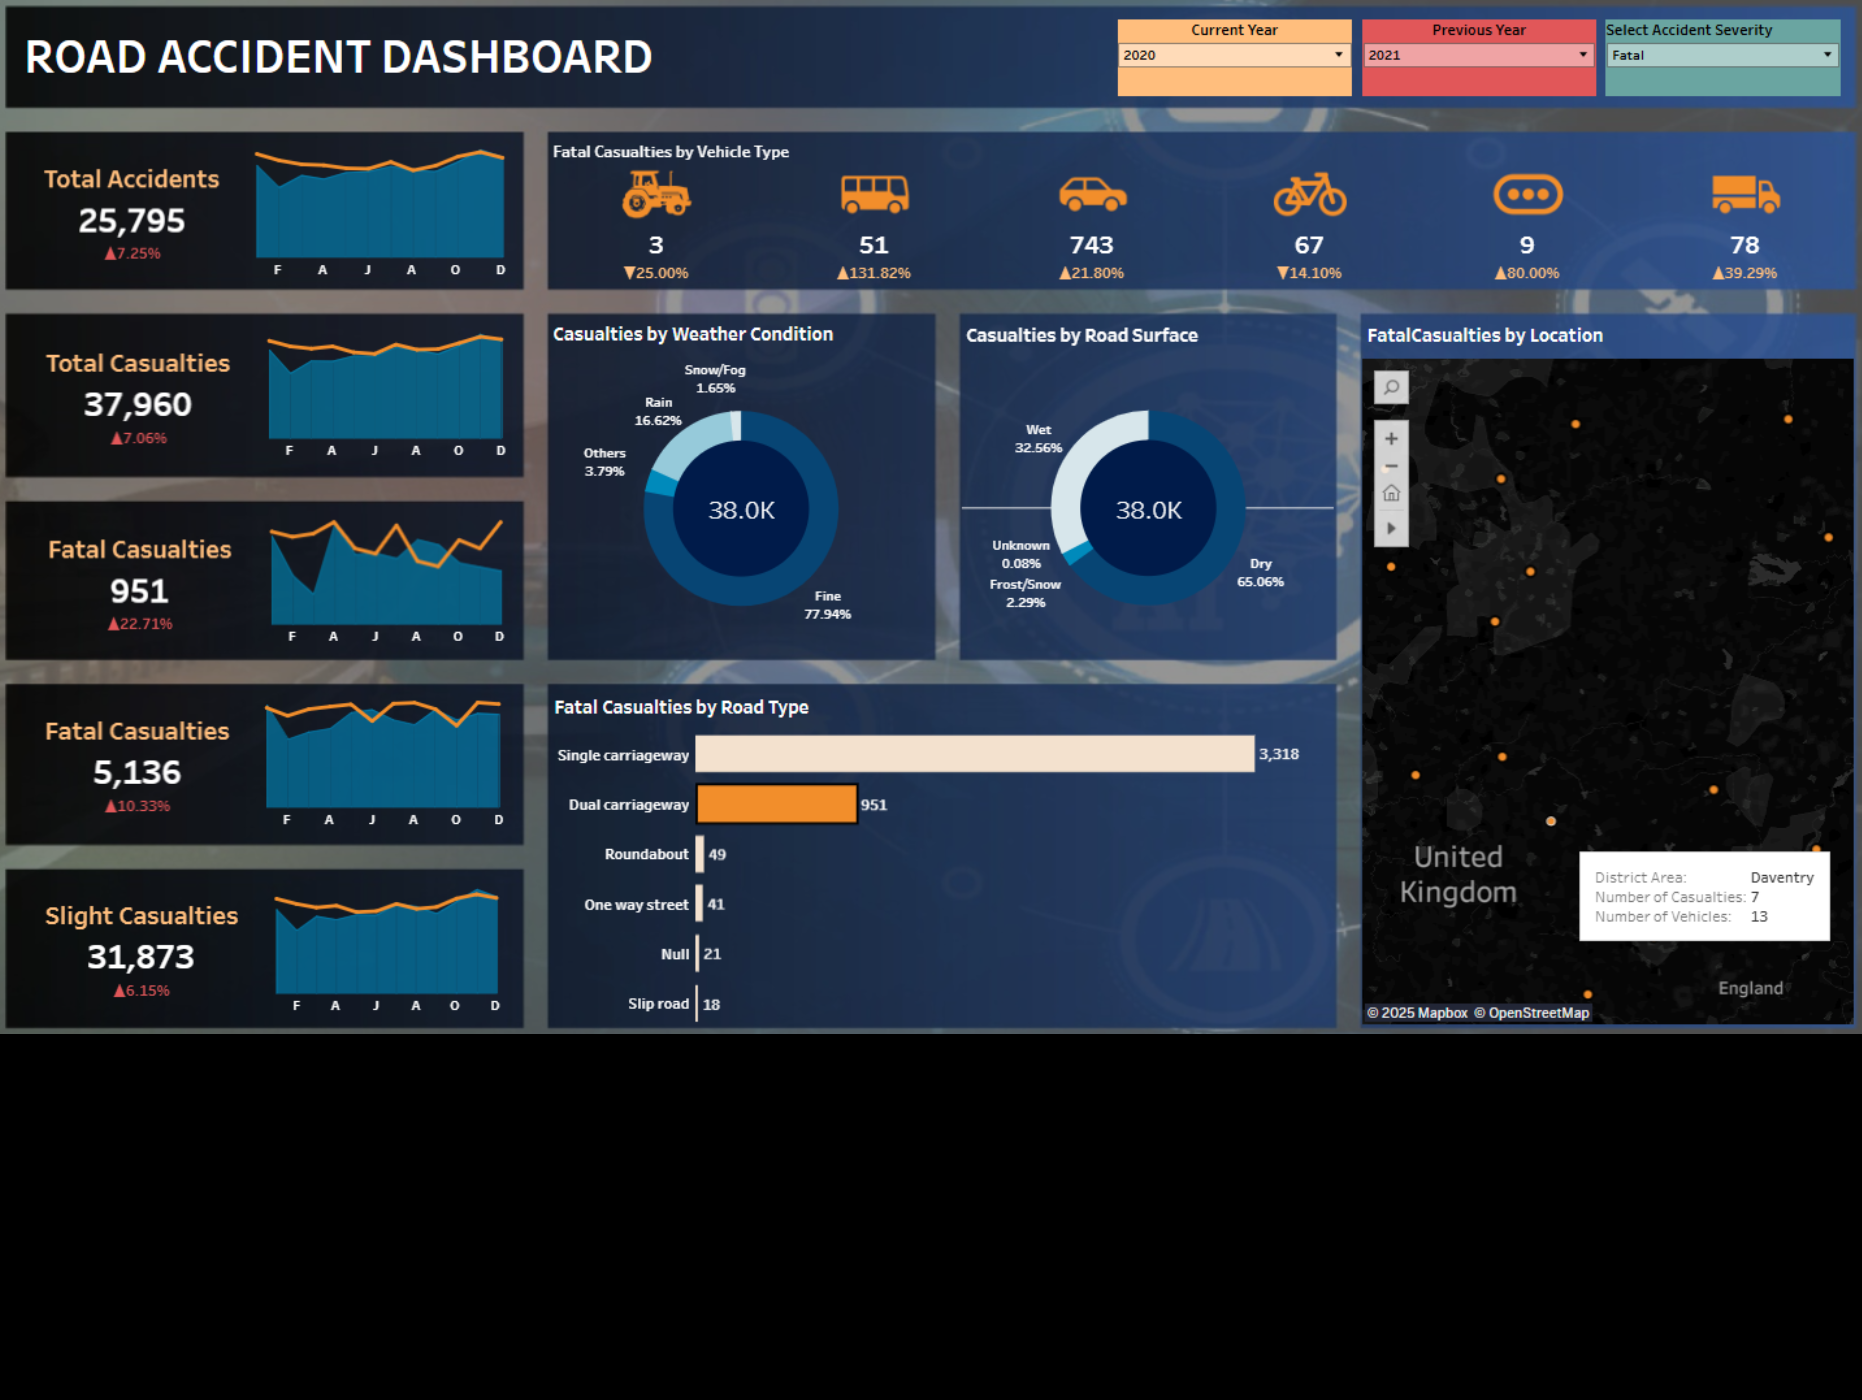 ROAD ACCIDENT DASHBOARD
Current Year
2020
Previous Year
2021
Select Accident Severity
Fatal
Total Accidents
25,795
▲7.25%
F A J A O D
Total Casualties
37,960
▲7.06%
F A J A O D
Fatal Casualties
951
▲22.71%
F A J A O D
Fatal Casualties
5,136
▲10.33%
F A J A O D
Slight Casualties
31,873
▲6.15%
F A J A O D
Fatal Casualties by Vehicle Type
3 51 743 67 9 78
▼25.00% ▲131.82% ▲21.80% ▼14.10% ▲80.00% ▲39.29%
Casualties by Weather Condition
Snow/Fog
1.65%
Rain
16.62%
Others
3.79%
38.0K
Fine
77.94%
Casualties by Road Surface
Wet
32.56%
38.0K
Unknown
0.08%
Frost/Snow
2.29%
Dry
65.06%
Fatal Casualties by Road Type
Single carriageway 3,318
Dual carriageway 951
Roundabout 49
One way street 41
Null 21
Slip road 18
FatalCasualties by Location
United
Kingdom
District Area: Daventry
Number of Casualties: 7
Number of Vehicles: 13
England
© 2025 Mapbox © OpenStreetMap